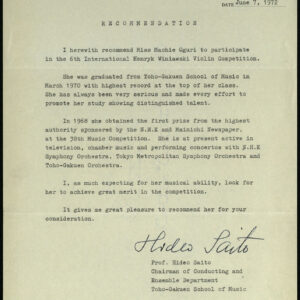 DATE June 7, 1972
RECOMMENDATION
I herewith recommend Miss Machie Oguri to participate
in the 6th International Henryk Wieniawski Violin Competition.
She was graduated from Toho-Gakuen School of Music in
March 1970 with highest record at the top of her class.
She has always been very serious and made every effort to
promote her study showing distinguished talent.
In 1968 she obtained the first prize from the highest
authority sponsored by the N.H.K and Mainichi Newspaper,
at the 38th Music Competition. She is at present active in
television, chamber music and performing concertos with N.H.K
Symphony Orchestra, Tokyo Metropolitan Symphony Orchestra and
Toho-Gakuen Orchestra.
I, as much expecting for her musical ability, look for
her to achieve great merit in the competition.
It gives me great pleasure to recommend her for your
consideration.
Hideo Saito
Prof. Hideo Saito
Chairman of Conducting and
Ensemble Department
Toho-Gakuen School of Music